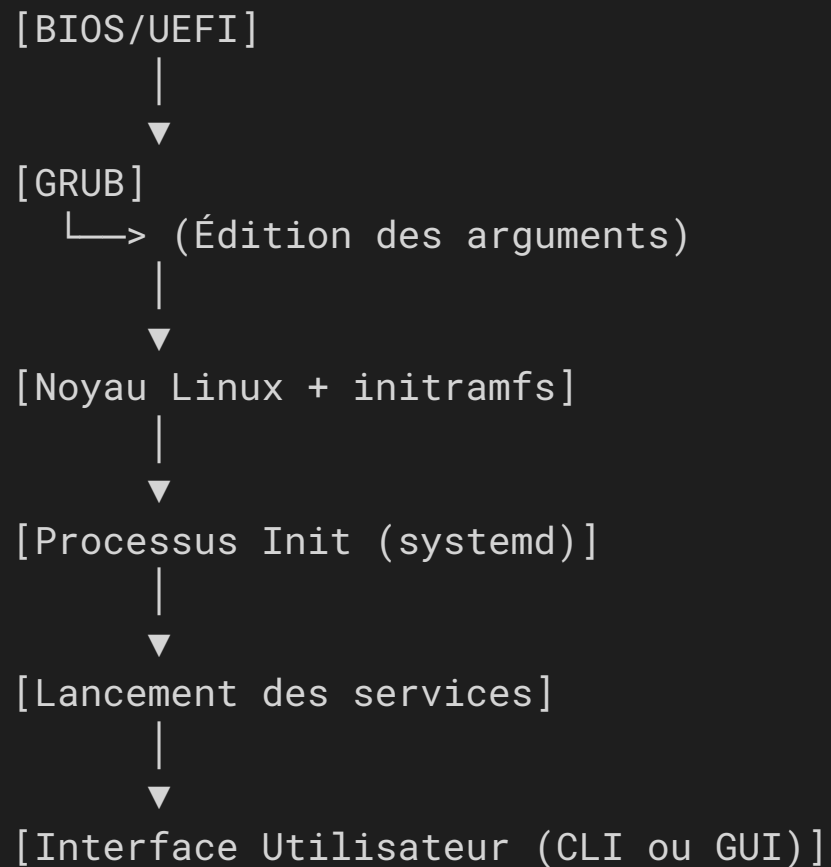 [BIOS/UEFI]
│
▼
[GRUB]
└──> (Édition des arguments)
│
▼
[Noyau Linux + initramfs]
│
▼
[Processus Init (systemd)]
│
▼
[Lancement des services]
│
▼
[Interface Utilisateur (CLI ou GUI)]